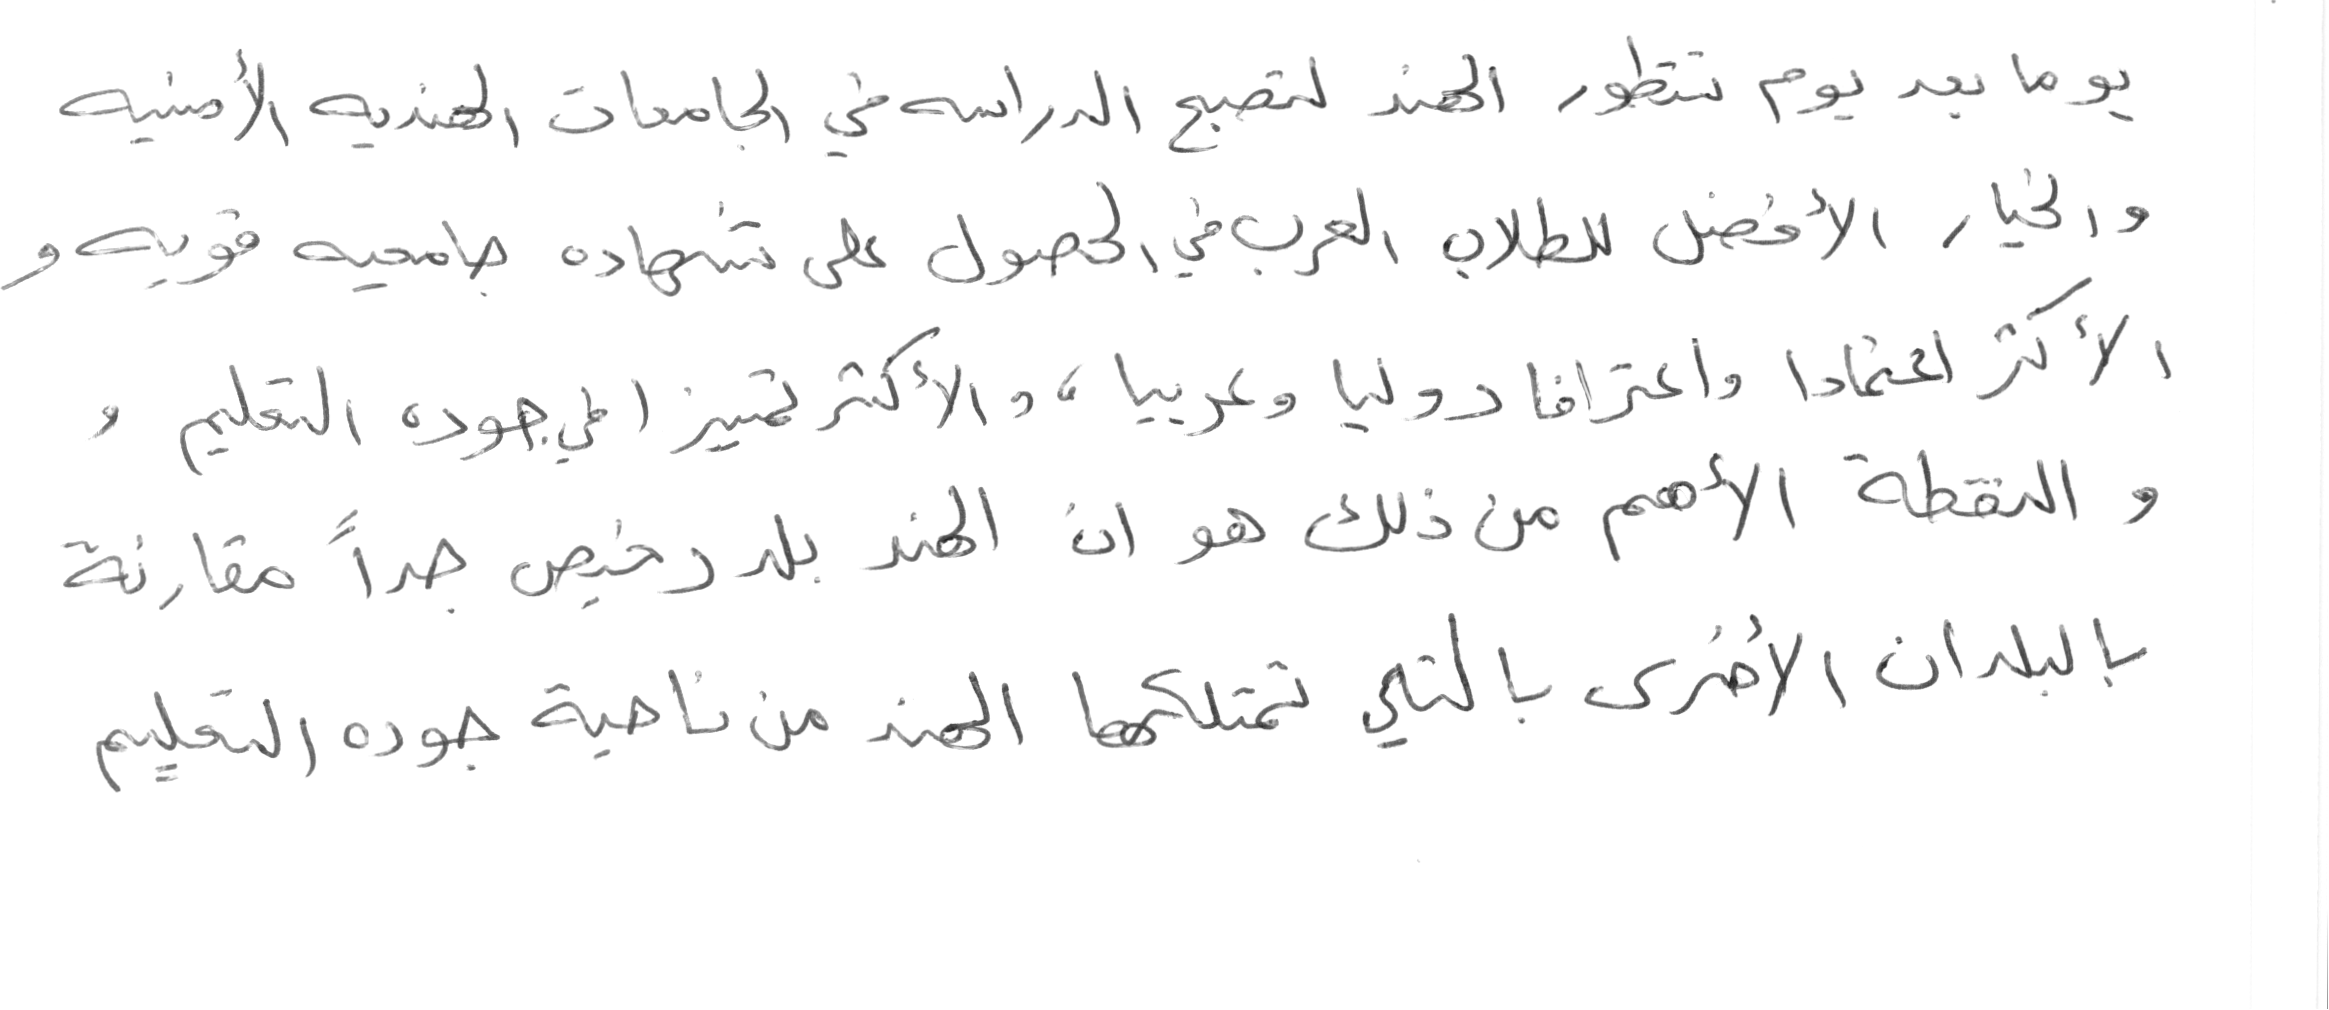 يوما بعد يوم تتطور الهند لتصبح الدراسه في الجامعات الهنديه الأمنيه
والخيار الأفضل للطلاب العرب في الحصول على شهاده جامعيه قويه و
الأكثر اعتمادا واعترافا دوليا وعربيا، والأكثر تميزا في جوده التعليم و
و النقطة الأهم من ذلك هو ان الهند بلد رخيص جداً مقارنة
بالبلدان الأخرى بالتي تمتلكها الهند من ناحية جوده التعليم